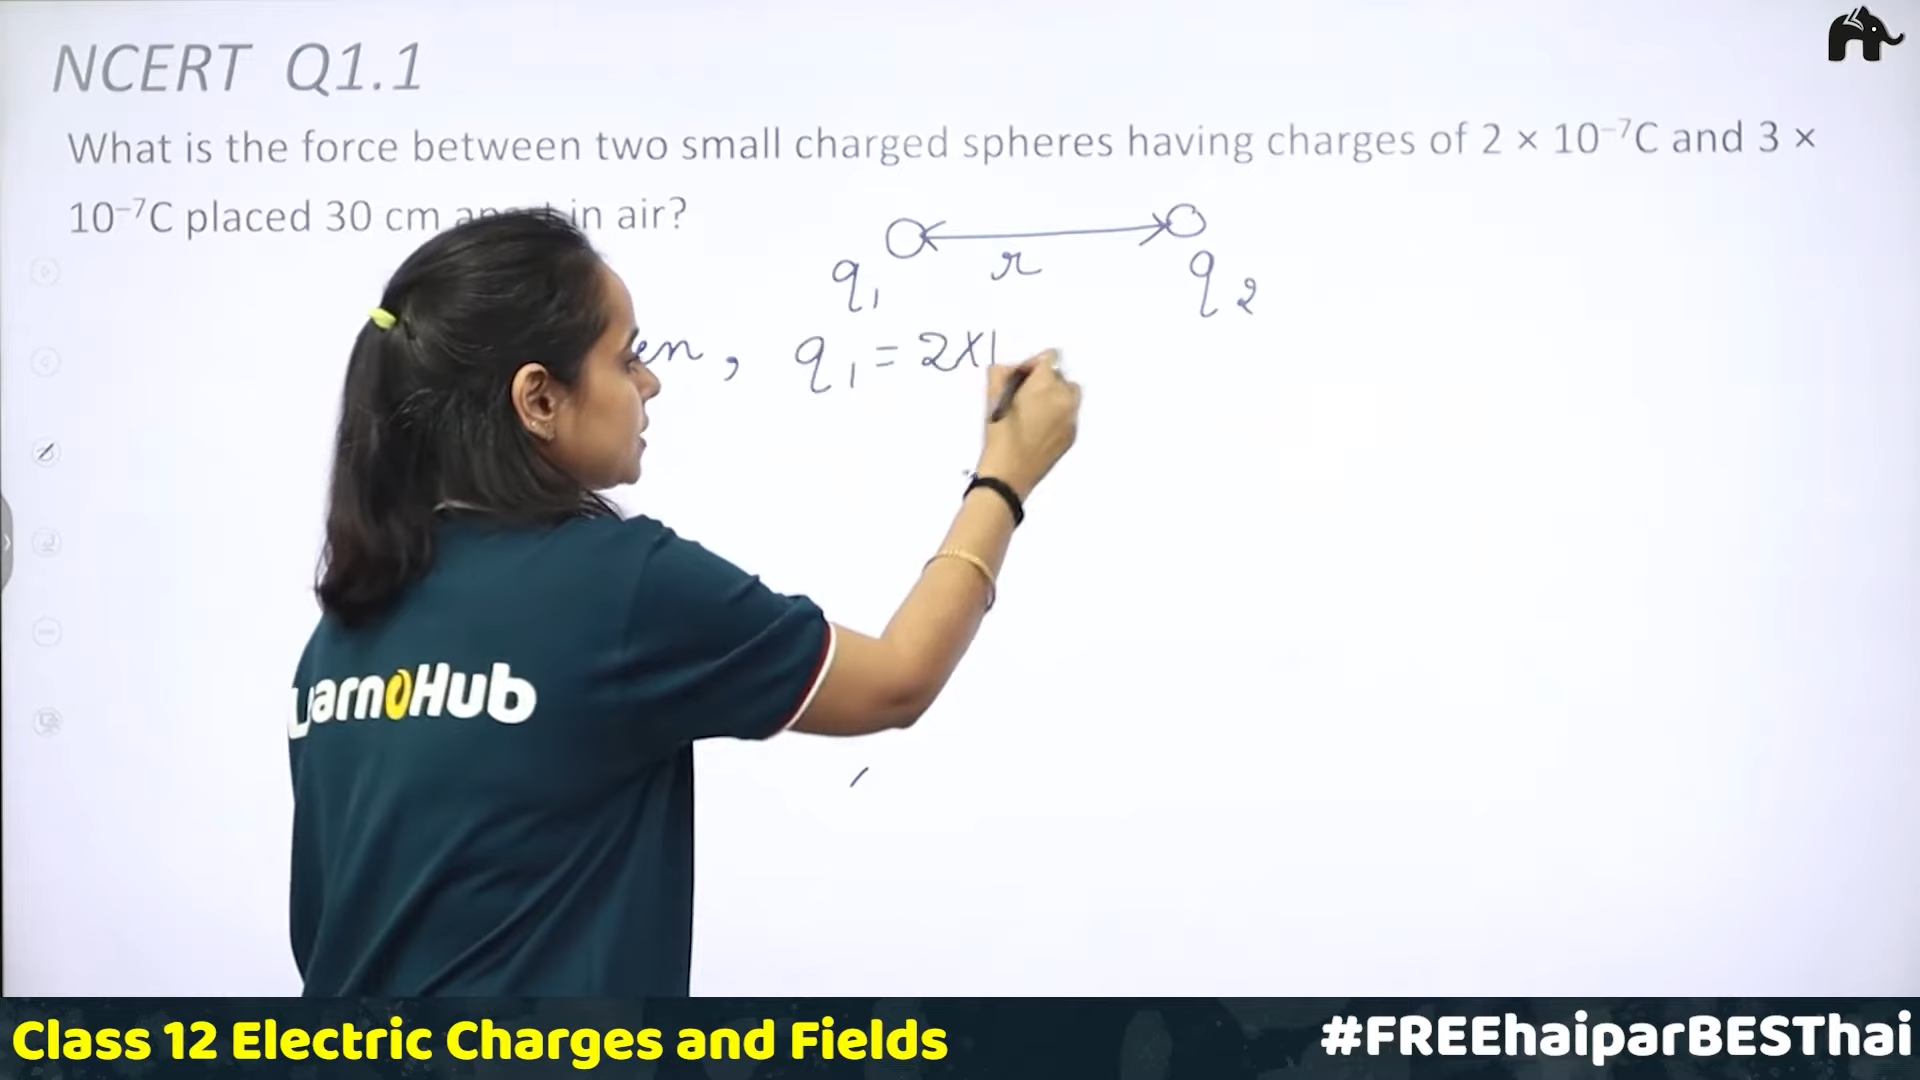 NCERT Q1.1
What is the force between two small charged spheres having charges of 2 × 10⁻⁷C and 3 ×
10⁻⁷C placed 30 cm in air?
r
q₁ q₂
q₁ = 2×1
LearnoHub
Class 12 Electric Charges and Fields
#FREEhaiparBESThai